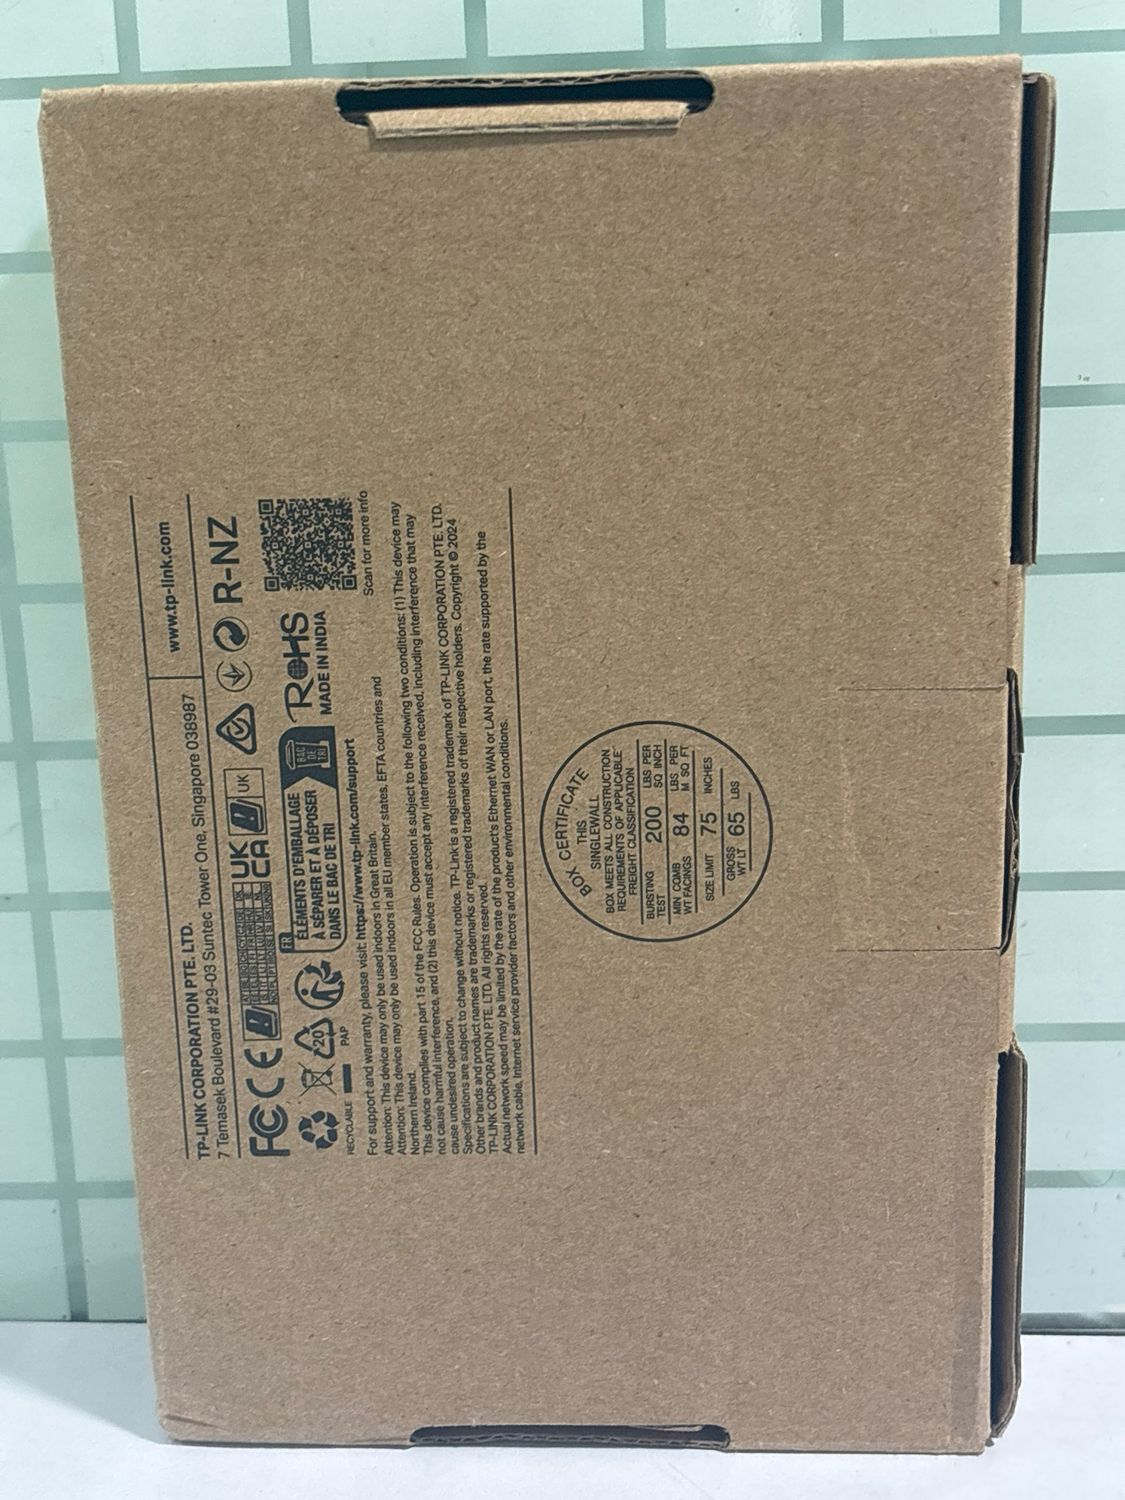 TP-LINK CORPORATION PTE. LTD.
7 Temasek Boulevard #29-03 Suntec Tower One, Singapore 038987
www.tp-link.com
FC CE
UK
CA
UK
R-NZ
RECYCLABLE
20
PAP
FR
ÉLÉMENTS D'EMBALLAGE
À SÉPARER ET À DÉPOSER
DANS LE BAC DE TRI
BAC
DE
TRI
RoHS
MADE IN INDIA
Scan for more info
For support and warranty, please visit: https://www.tp-link.com/support
Attention: This device may only be used indoors in Great Britain.
Attention: This device may only be used indoors in all EU member states, EFTA countries and
Northern Ireland.
This device complies with part 15 of the FCC Rules. Operation is subject to the following two conditions: (1) This device may
not cause harmful interference, and (2) this device must accept any interference received, including interference that may
cause undesired operation.
Specifications are subject to change without notice. TP-Link is a registered trademark of TP-LINK CORPORATION PTE. LTD.
Other brands and product names are trademarks or registered trademarks of their respective holders. Copyright © 2024
TP-LINK CORPORATION PTE. LTD. All rights reserved.
Actual network speed may be limited by the rate of the product's Ethernet WAN or LAN port, the rate supported by the
network cable, Internet service provider factors and other environmental conditions.
BOX CERTIFICATE
THIS
SINGLEWALL
BOX MEETS ALL CONSTRUCTION
REQUIREMENTS OF APPLICABLE
FREIGHT CLASSIFICATION
BURSTING TEST 200 LBS PER SQ INCH
MIN COMB WT FACINGS 84 LBS PER M SQ FT
SIZE LIMIT 75 INCHES
GROSS WT LT 65 LBS